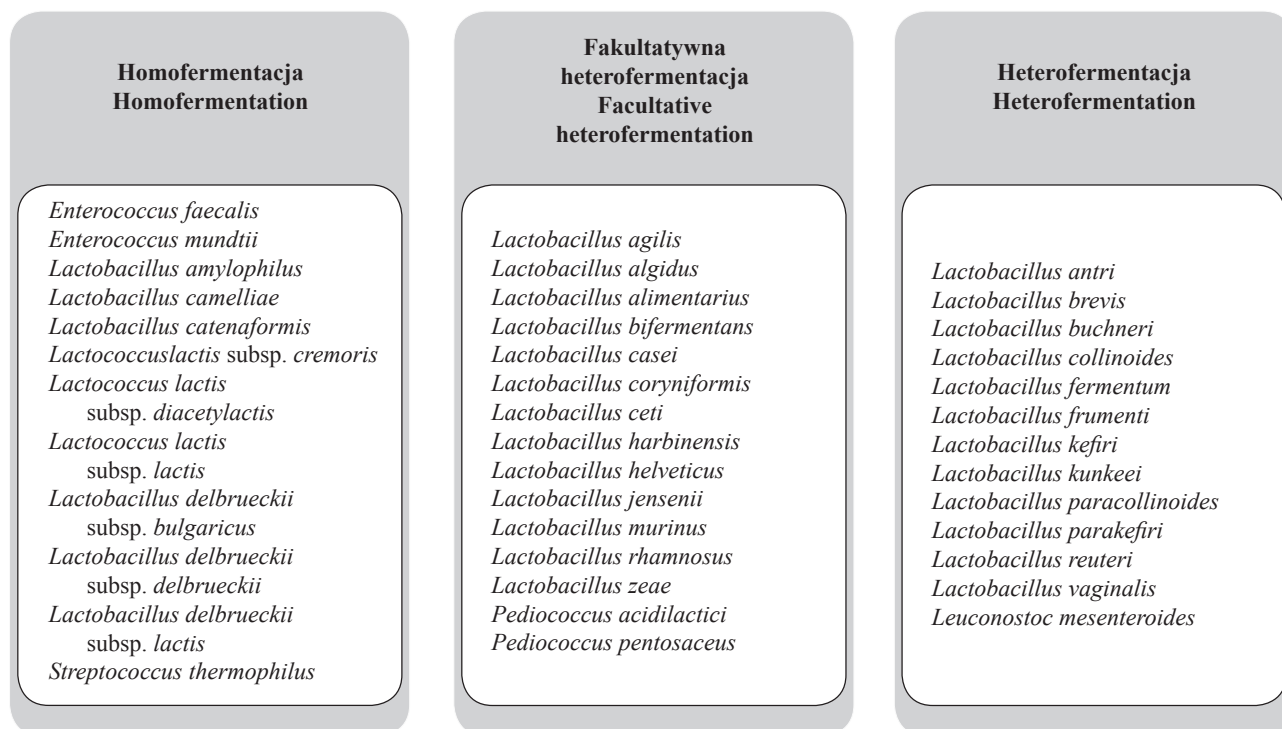 Homofermentacja
Homofermentation
Enterococcus faecalis
Enterococcus mundtii
Lactobacillus amylophilus
Lactobacillus camelliae
Lactobacillus catenaformis
Lactococcuslactis subsp. cremoris
Lactococcus lactis
subsp. diacetylactis
Lactococcus lactis
subsp. lactis
Lactobacillus delbrueckii
subsp. bulgaricus
Lactobacillus delbrueckii
subsp. delbrueckii
Lactobacillus delbrueckii
subsp. lactis
Streptococcus thermophilus
Fakultatywna
heterofermentacja
Facultative
heterofermentation
Lactobacillus agilis
Lactobacillus algidus
Lactobacillus alimentarius
Lactobacillus bifermentans
Lactobacillus casei
Lactobacillus coryniformis
Lactobacillus ceti
Lactobacillus harbinensis
Lactobacillus helveticus
Lactobacillus jensenii
Lactobacillus murinus
Lactobacillus rhamnosus
Lactobacillus zeae
Pediococcus acidilactici
Pediococcus pentosaceus
Heterofermentacja
Heterofermentation
Lactobacillus antri
Lactobacillus brevis
Lactobacillus buchneri
Lactobacillus collinoides
Lactobacillus fermentum
Lactobacillus frumenti
Lactobacillus kefiri
Lactobacillus kunkeei
Lactobacillus paracollinoides
Lactobacillus parakefiri
Lactobacillus reuteri
Lactobacillus vaginalis
Leuconostoc mesenteroides